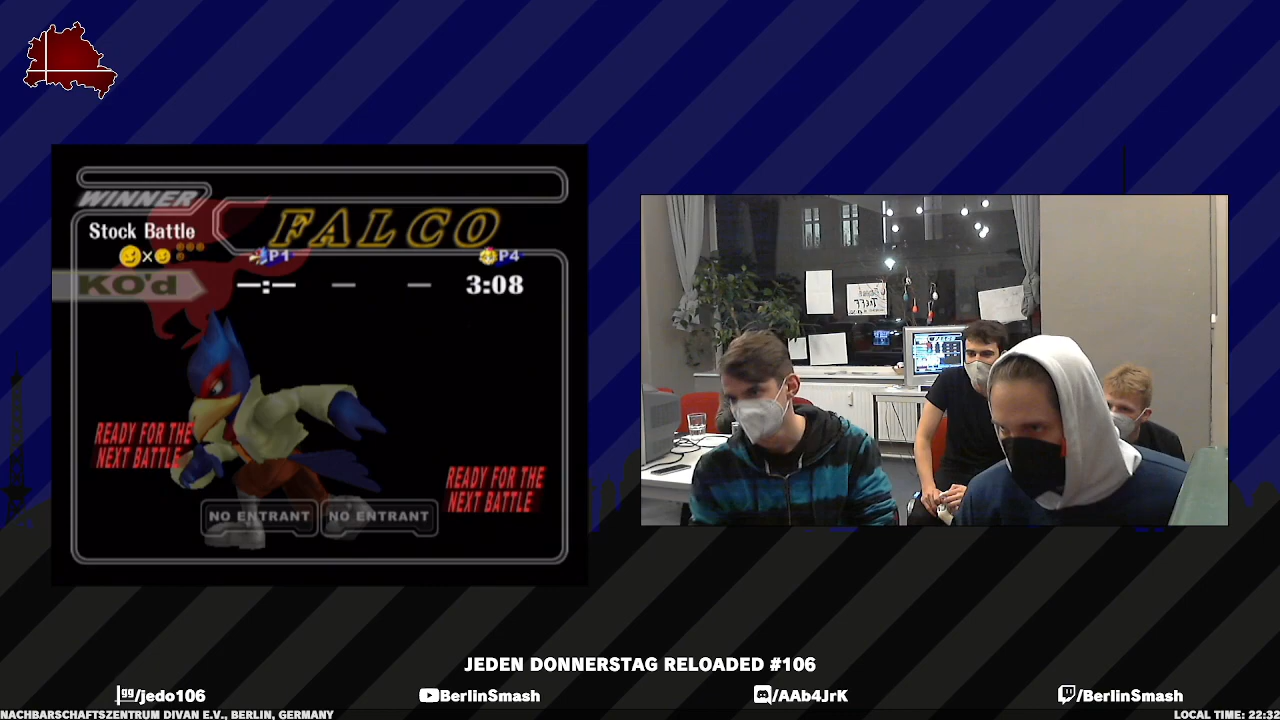 WINNER
FALCO
Stock Battle
×
P1
P4
KO'd
—:— — —
3:08
READY FOR THE
NEXT BATTLE
READY FOR THE
NEXT BATTLE
NO ENTRANT
NO ENTRANT
TREFF
JEDEN DONNERSTAG RELOADED #106
gg/jedo106
BerlinSmash
/AAb4JrK
/BerlinSmash
NACHBARSCHAFTSZENTRUM DIVAN E.V., BERLIN, GERMANY
LOCAL TIME: 22:32